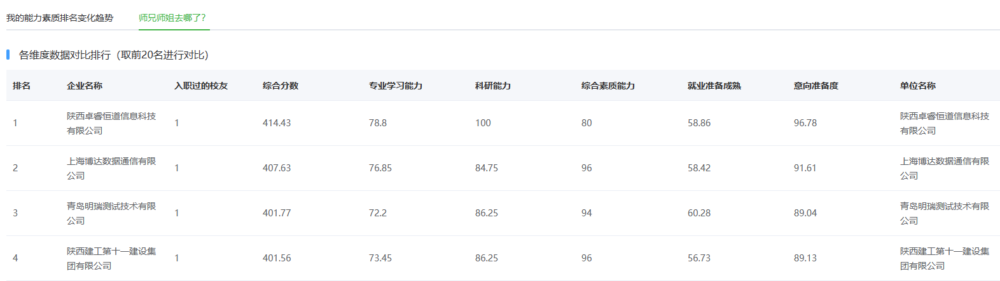 我的能力素质排名变化趋势 师兄师姐去哪了?
各维度数据对比排行（取前20名进行对比）
排名 企业名称 入职过的校友 综合分数 专业学习能力 科研能力 综合素质能力 就业准备成熟 意向准备度 单位名称
1 陕西卓睿恒道信息科技有限公司 1 414.43 78.8 100 80 58.86 96.78 陕西卓睿恒道信息科技有限公司
2 上海博达数据通信有限公司 1 407.63 76.85 84.75 96 58.42 91.61 上海博达数据通信有限公司
3 青岛明瑞测试技术有限公司 1 401.77 72.2 86.25 94 60.28 89.04 青岛明瑞测试技术有限公司
4 陕西建工第十一建设集团有限公司 1 401.56 73.45 86.25 96 56.73 89.13 陕西建工第十一建设集团有限公司